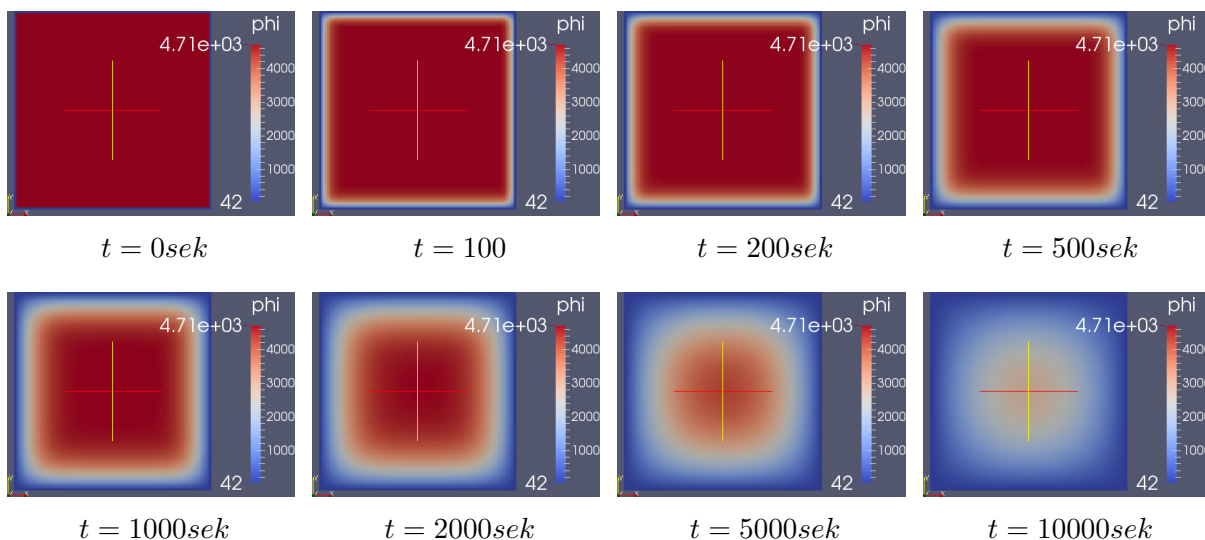 phi
4.71e+03
4000
3000
2000
1000
42
phi
4.71e+03
4000
3000
2000
1000
42
phi
4.71e+03
4000
3000
2000
1000
42
phi
4.71e+03
4000
3000
2000
1000
42
t = 0sek
t = 100
t = 200sek
t = 500sek
phi
4.71e+03
4000
3000
2000
1000
42
phi
4.71e+03
4000
3000
2000
1000
42
phi
4.71e+03
4000
3000
2000
1000
42
phi
4.71e+03
4000
3000
2000
1000
42
t = 1000sek
t = 2000sek
t = 5000sek
t = 10000sek